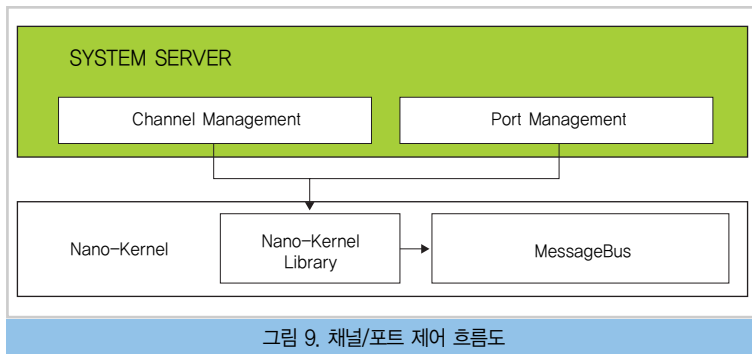 SYSTEM SERVER
Channel Management
Port Management
Nano-Kernel
Nano-Kernel
Library
MessageBus
그림 9. 채널/포트 제어 흐름도